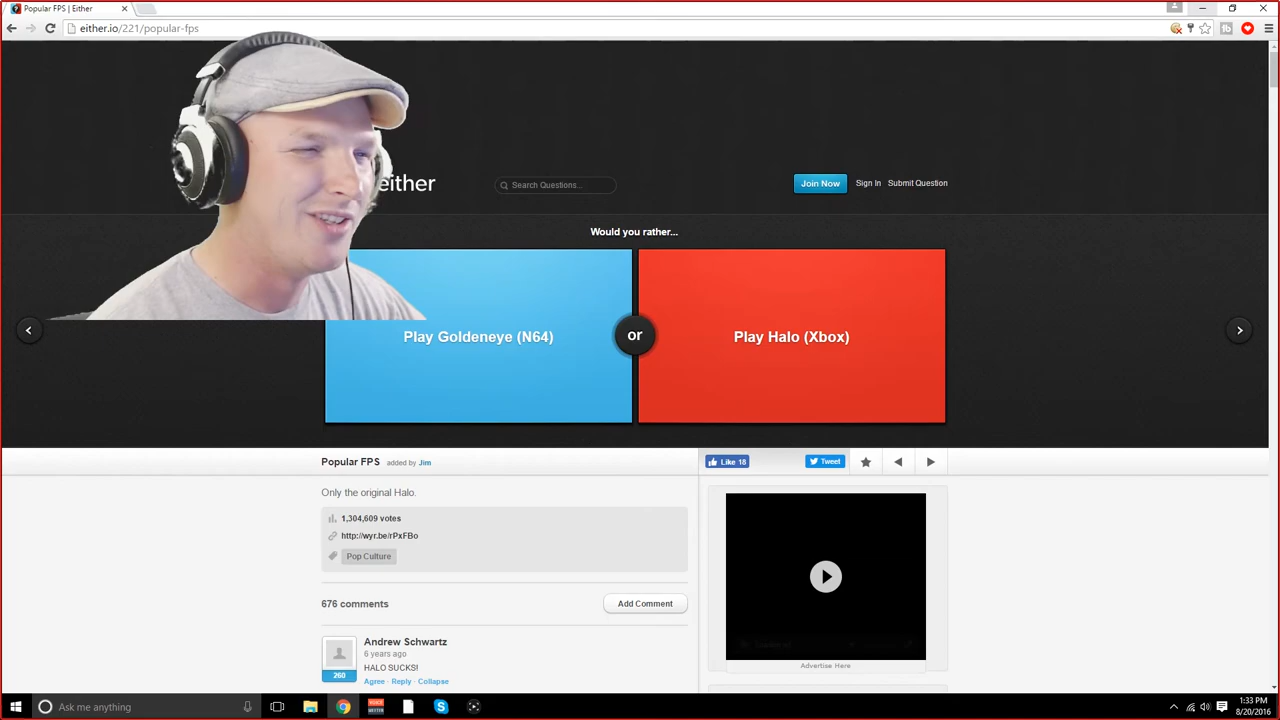 Popular FPS | Either
either.io/221/popular-fps
either
Search Questions...
Join Now
Sign In
Submit Question
Would you rather...
Play Goldeneye (N64)
or
Play Halo (Xbox)
Popular FPS
added by Jim
Like 18
Tweet
Only the original Halo.
1,304,609 votes
http://wyr.be/rPxFBo
Pop Culture
676 comments
Add Comment
Advertise Here
Andrew Schwartz
6 years ago
260
HALO SUCKS!
Agree · Reply · Collapse
Ask me anything
1:33 PM
8/20/2016